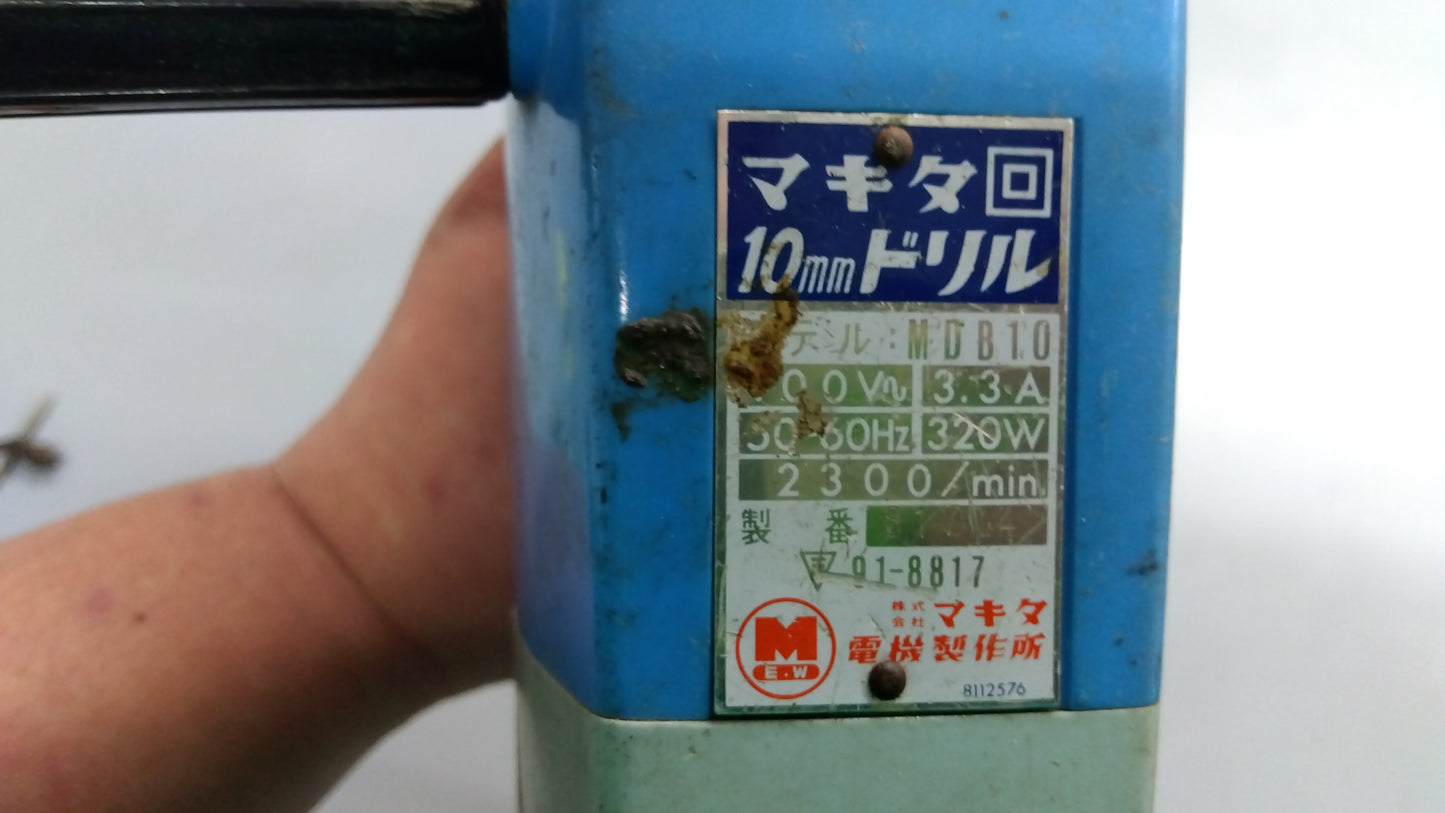 マキタ
10mmドリル
デル:MDB10
00V 3.3A
50-60Hz 320W
2300/min
製 番
〒 91-8817
M
E・W
株式会社 マキタ
電機製作所
8112576